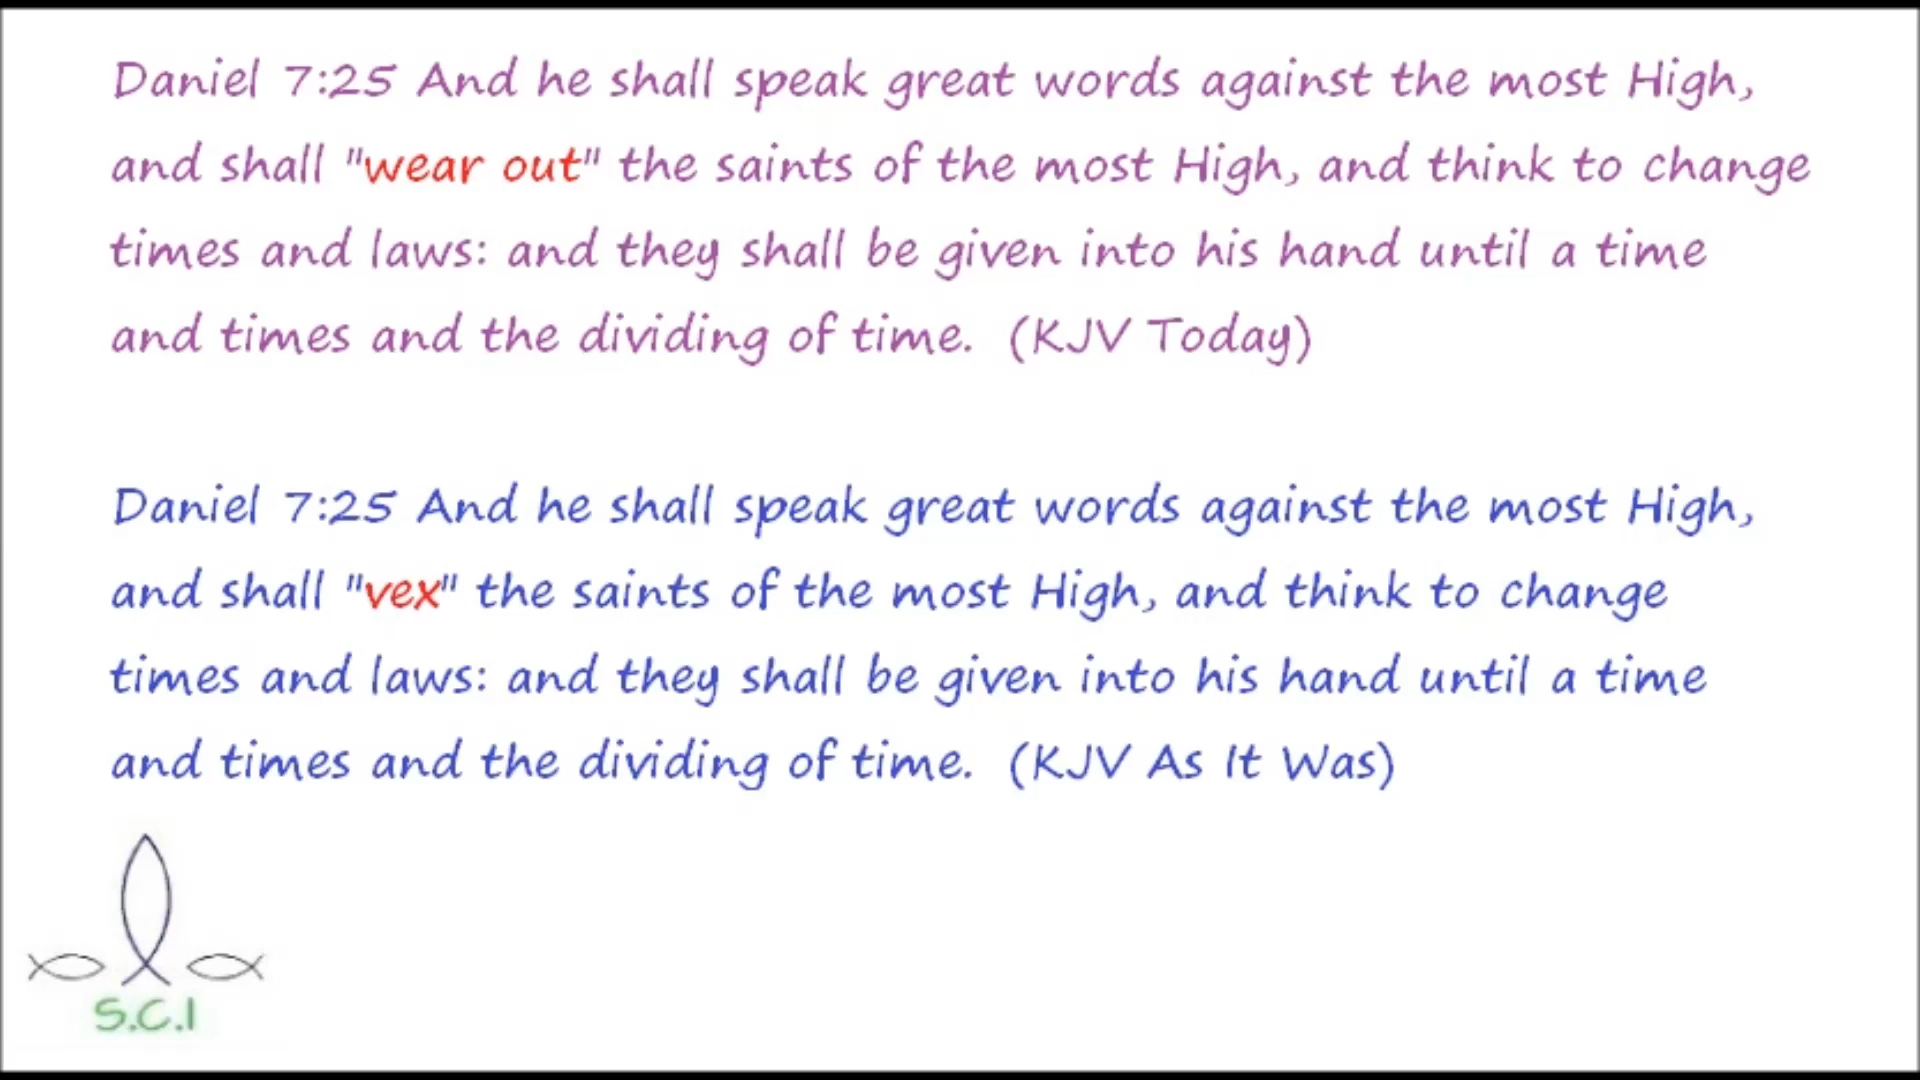 Daniel 7:25 And he shall speak great words against the most High,
and shall "wear out" the saints of the most High, and think to change
times and laws: and they shall be given into his hand until a time
and times and the dividing of time. (KJV Today)
Daniel 7:25 And he shall speak great words against the most High,
and shall "vex" the saints of the most High, and think to change
times and laws: and they shall be given into his hand until a time
and times and the dividing of time. (KJV As It Was)
S.C.I